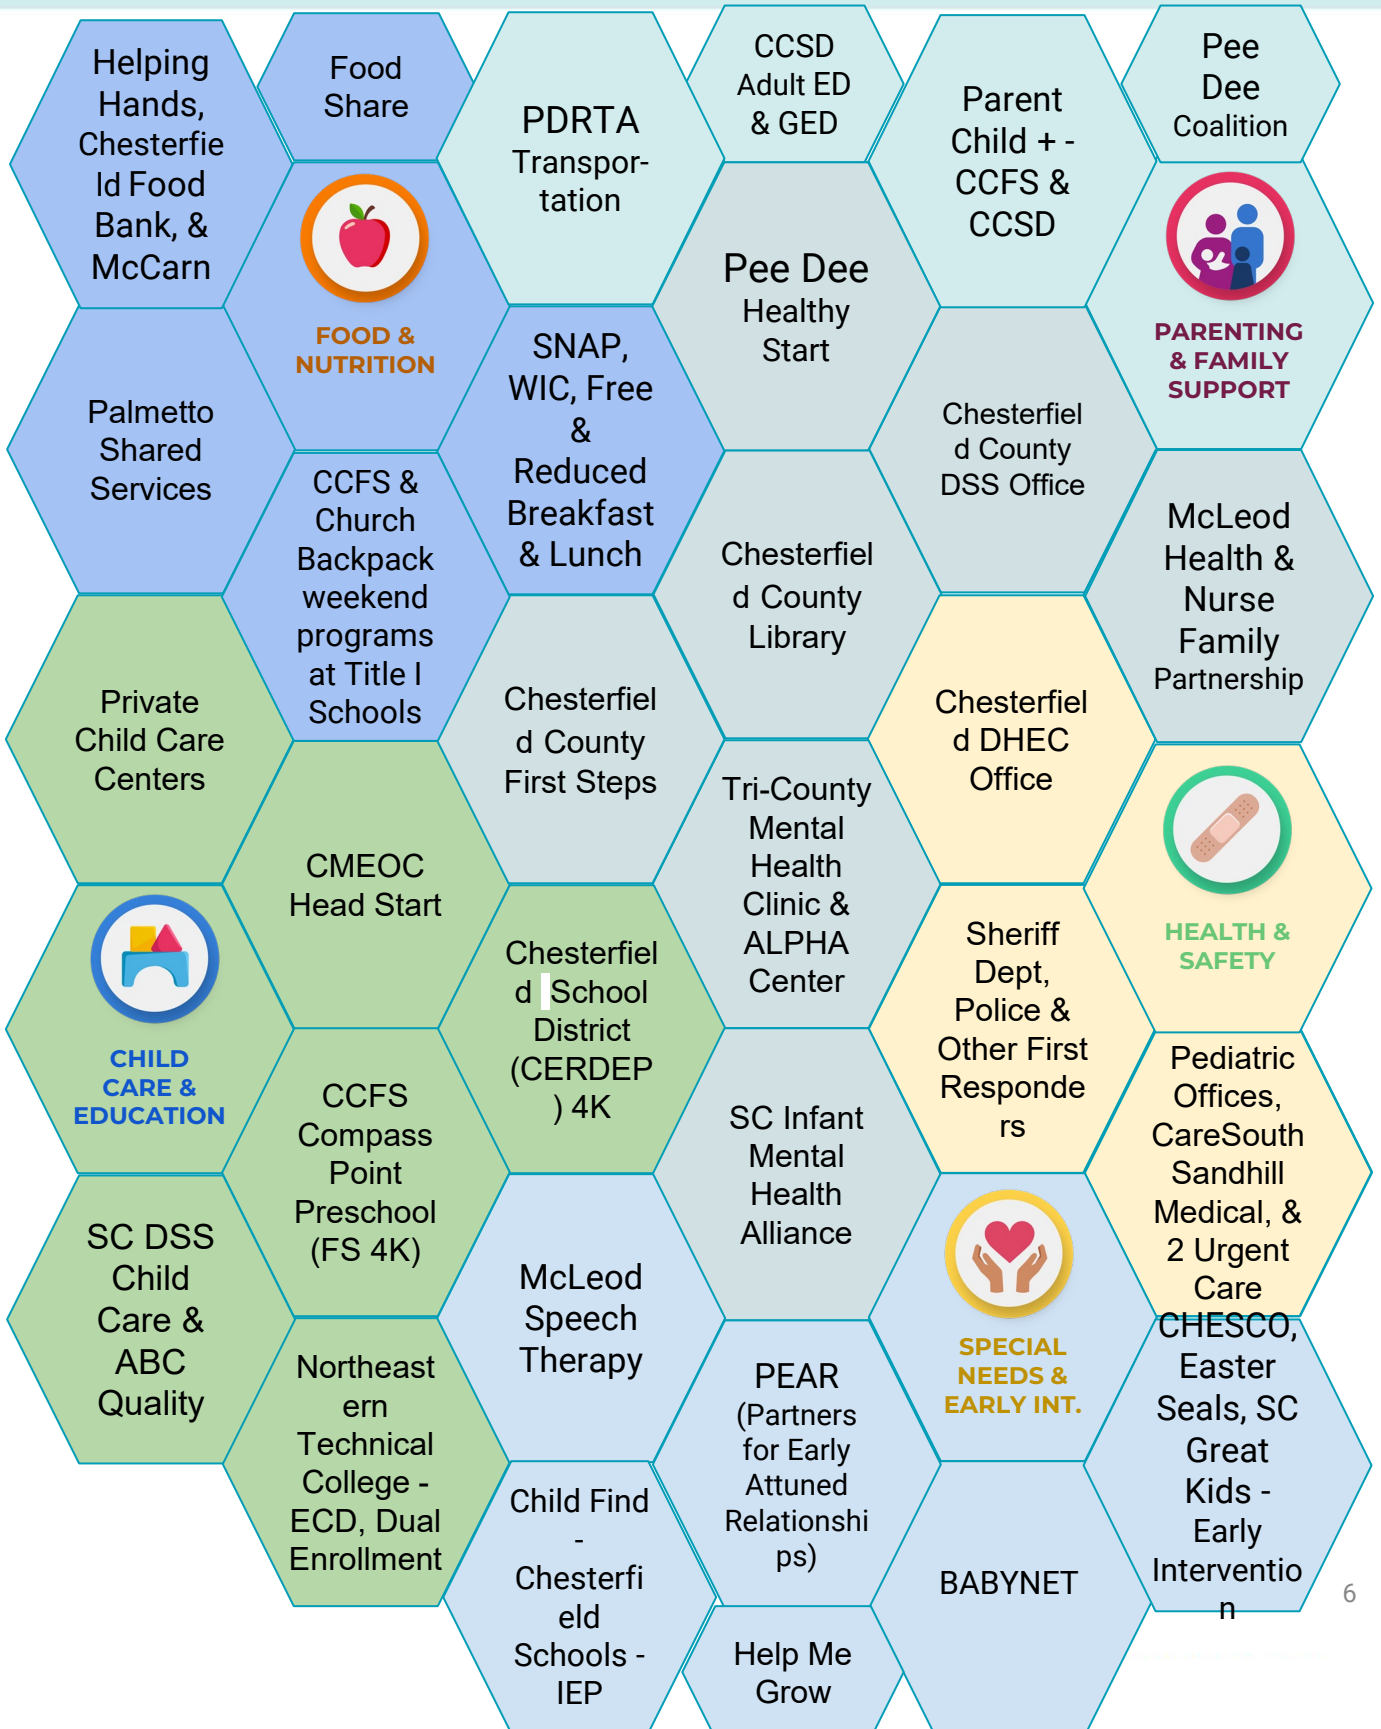 Helping
Hands,
Chesterfie
ld Food
Bank, &
McCarn
Food
Share
PDRTA
Transpor-
tation
CCSD
Adult ED
& GED
Parent
Child + -
CCFS &
CCSD
Pee
Dee
Coalition
FOOD &
NUTRITION
Pee Dee
Healthy
Start
PARENTING
& FAMILY
SUPPORT
Palmetto
Shared
Services
SNAP,
WIC, Free
&
Reduced
Breakfast
& Lunch
Chesterfiel
d County
DSS Office
CCFS &
Church
Backpack
weekend
programs
at Title I
Schools
Chesterfiel
d County
Library
McLeod
Health &
Nurse
Family
Partnership
Private
Child Care
Centers
Chesterfiel
d County
First Steps
Chesterfiel
d DHEC
Office
CMEOC
Head Start
Tri-County
Mental
Health
Clinic &
ALPHA
Center
HEALTH &
SAFETY
CHILD
CARE &
EDUCATION
Chesterfiel
d School
District
(CERDEP
) 4K
Sheriff
Dept,
Police &
Other First
Responde
rs
CCFS
Compass
Point
Preschool
(FS 4K)
SC Infant
Mental
Health
Alliance
Pediatric
Offices,
CareSouth
Sandhill
Medical, &
2 Urgent
Care
SC DSS
Child
Care &
ABC
Quality
McLeod
Speech
Therapy
SPECIAL
NEEDS &
EARLY INT.
Northeast
ern
Technical
College -
ECD, Dual
Enrollment
PEAR
(Partners
for Early
Attuned
Relationshi
ps)
CHESCO,
Easter
Seals, SC
Great
Kids -
Early
Interventio
n
Child Find
-
Chesterfi
eld
Schools -
IEP
BABYNET
Help Me
Grow
6